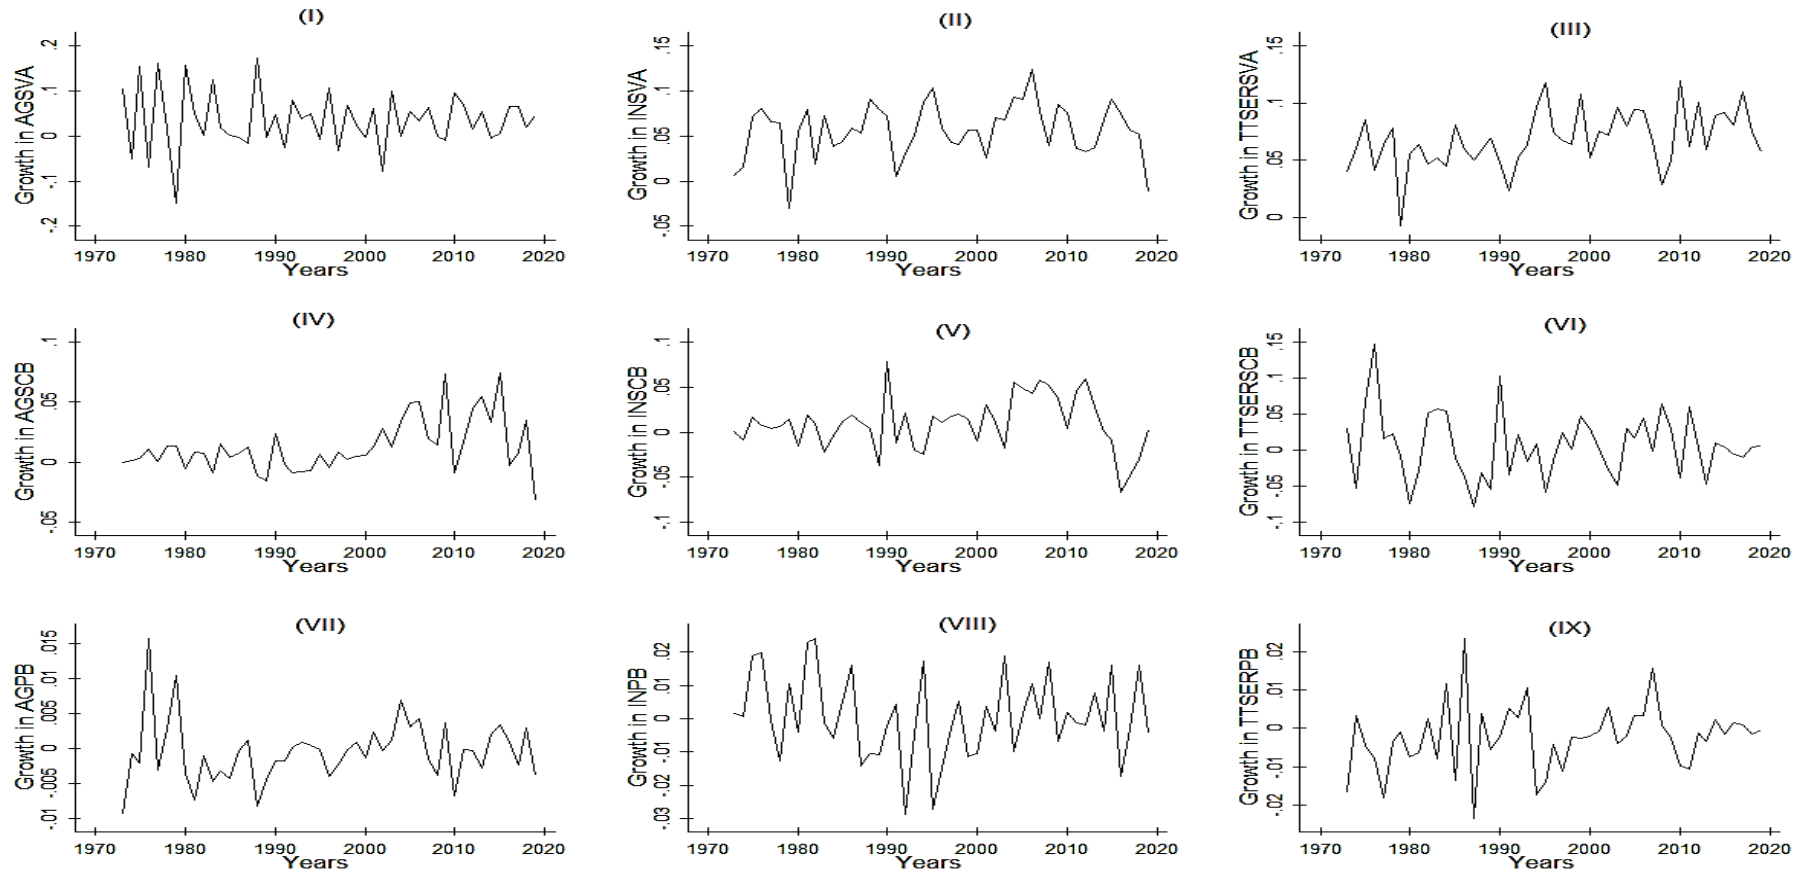 (I)
Growth in AGSVA
.2
.1
0
-.1
-.2
1970 1980 1990 2000 2010 2020
Years
(II)
Growth in INSVA
.15
.1
.05
0
-.05
1970 1980 1990 2000 2010 2020
Years
(III)
Growth in TTSERSVA
.15
.1
.05
0
1970 1980 1990 2000 2010 2020
Years
(IV)
Growth in AGSCB
.1
.05
0
-.05
1970 1980 1990 2000 2010 2020
Years
(V)
Growth in INSCB
.1
.05
0
-.05
-.1
1970 1980 1990 2000 2010 2020
Years
(VI)
Growth in TTSERSCB
.15
.1
.05
0
-.05
-.1
1970 1980 1990 2000 2010 2020
Years
(VII)
Growth in AGPB
.015
.01
.005
0
-.005
-.01
1970 1980 1990 2000 2010 2020
Years
(VIII)
Growth in INPB
.02
.01
0
-.01
-.02
-.03
1970 1980 1990 2000 2010 2020
Years
(IX)
Growth in TTSERPB
.02
.01
0
-.01
-.02
1970 1980 1990 2000 2010 2020
Years